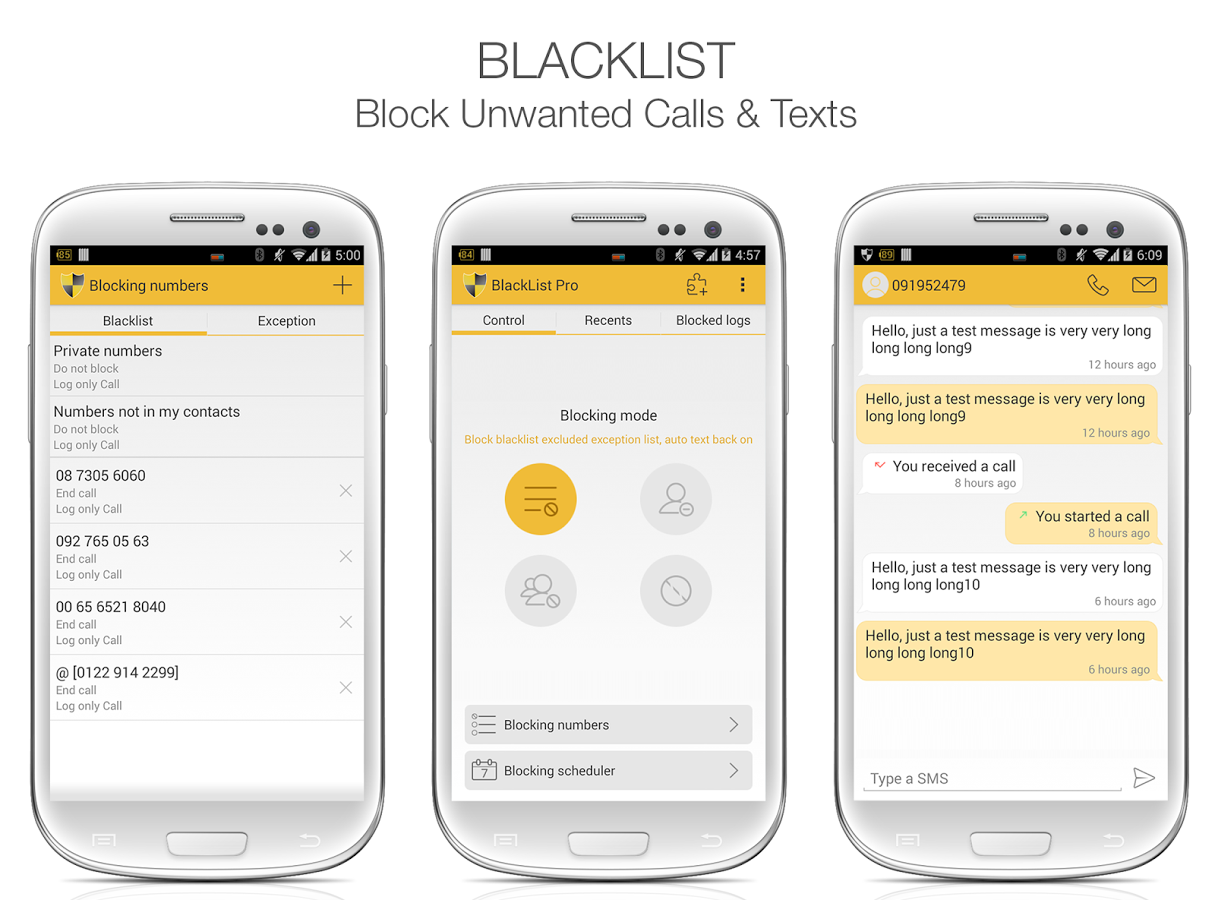 BLACKLIST
Block Unwanted Calls & Texts
85
5:00
Blocking numbers
Blacklist
Exception
Private numbers
Do not block
Log only Call
Numbers not in my contacts
Do not block
Log only Call
08 7305 6060
End call
Log only Call
092 765 05 63
End call
Log only Call
00 65 6521 8040
End call
Log only Call
@ [0122 914 2299]
End call
Log only Call
84
4:57
BlackList Pro
Control
Recents
Blocked logs
Blocking mode
Block blacklist excluded exception list, auto text back on
Blocking numbers
7
Blocking scheduler
89
6:09
091952479
Hello, just a test message is very very long
long long long9
12 hours ago
Hello, just a test message is very very long
long long long9
12 hours ago
You received a call
8 hours ago
You started a call
8 hours ago
Hello, just a test message is very very long
long long long10
6 hours ago
Hello, just a test message is very very long
long long long10
6 hours ago
Type a SMS